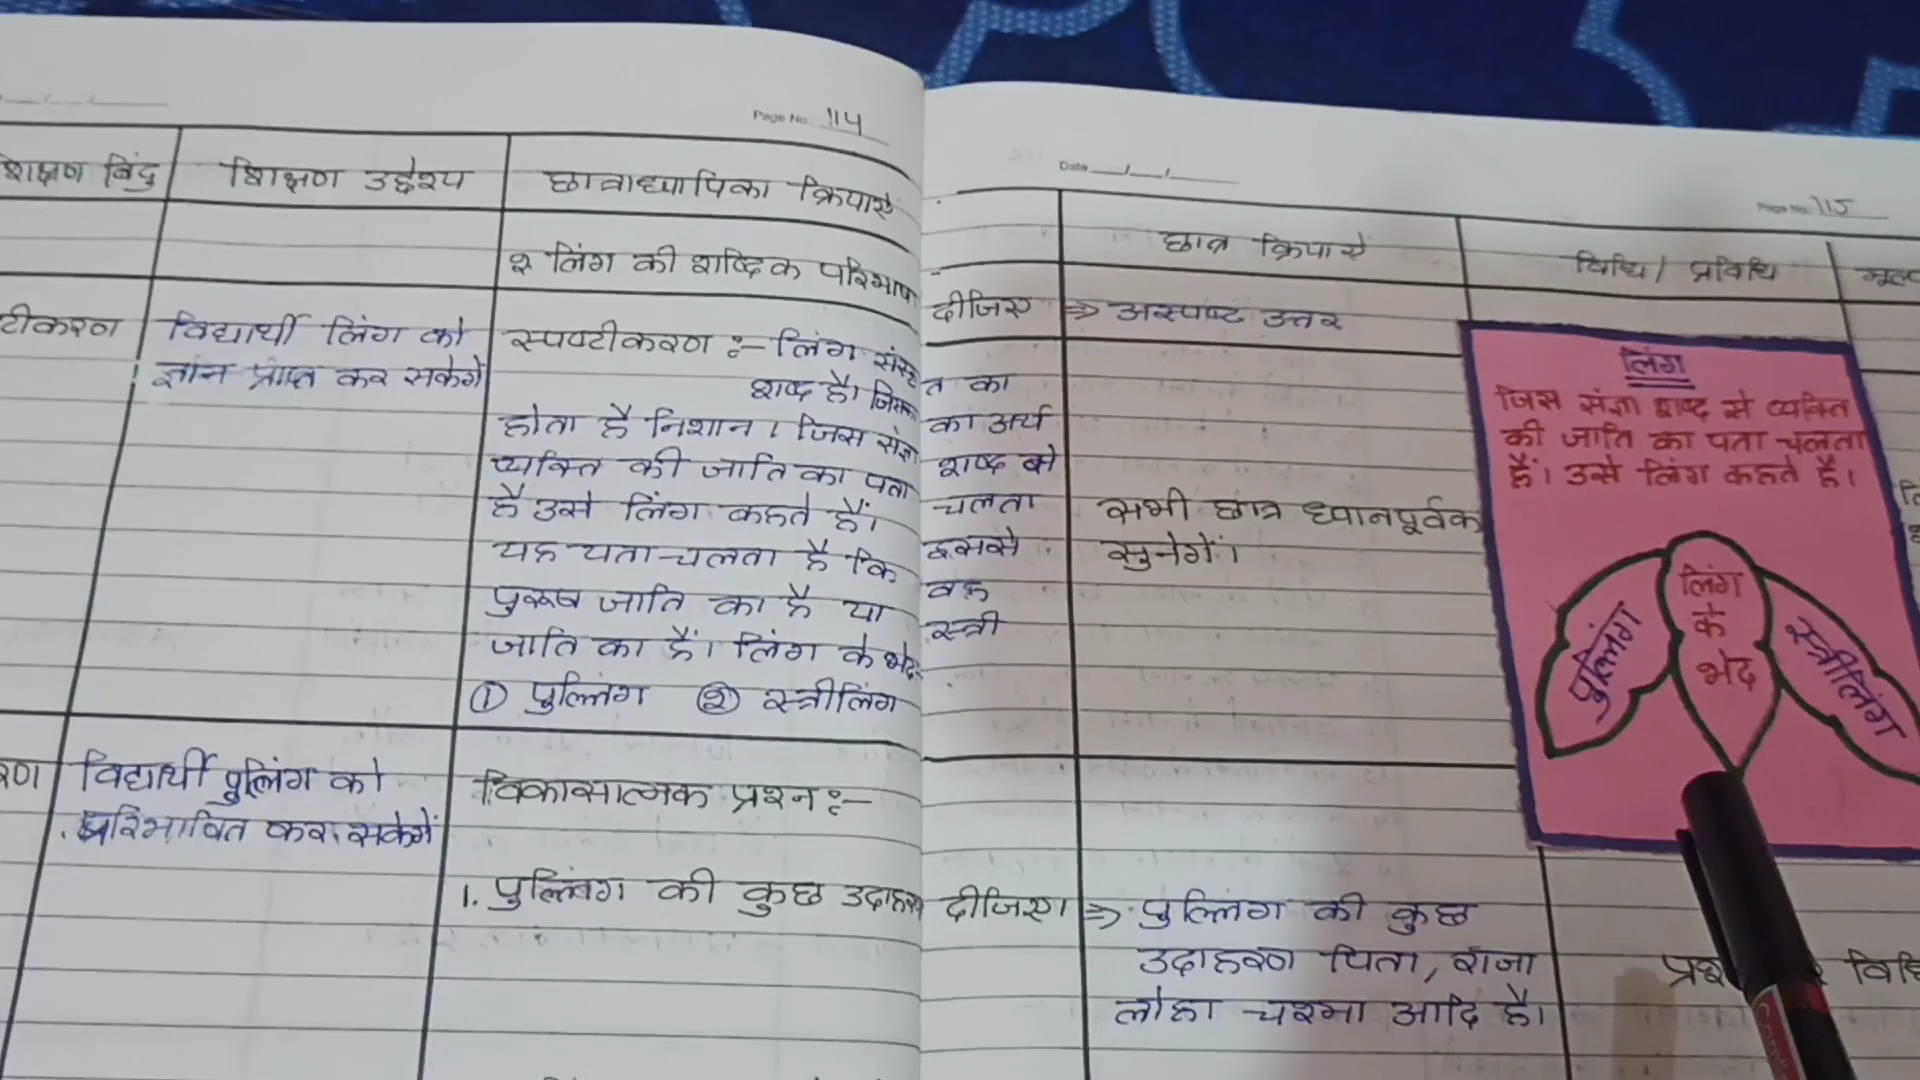 Page No. 114
शिक्षण बिंदु शिक्षण उद्देश्य छात्राध्यापिका क्रियाएं
२ लिंग की शाब्दिक परिभाषा
टीकरण विद्यार्थी लिंग को स्पष्टीकरण :- लिंग संस्कृ
ज्ञान प्राप्त कर सकेगें शब्द है। जिसका
होता है निशान। जिस संज्ञा
व्यक्ति की जाति का पता
है उसे लिंग कहते हैं।
यह पता चलता है कि
पुरूष जाति का है या
जाति का हैं। लिंग के भेद:
① पुल्लिंग ② स्त्रीलिंग
रण विद्यार्थी पुलिंग को विकासात्मक प्रश्न :-
परिभाषित कर सकेगें
1. पुल्लिंग की कुछ उदाहरण
Date
Page No. 115
छात्र क्रियाऐं विधि / प्रविधि मूल्य
दीजिए ⇒ अस्पष्ट उत्तर
त का
का अर्थ
शब्द से
चलता सभी छात्र ध्यानपूर्वक
इससे सुनेगें।
वह
स्त्री
दीजिए। ⇒ पुल्लिंग की कुछ
उदाहरण पिता, राजा
लोहा चश्मा आदि है।
लिंग
जिस संज्ञा शब्द से व्यक्ति
की जाति का पता चलता
हैं। उसे लिंग कहते हैं।
लिंग
के
भेद
पुल्लिंग
स्त्रीलिंग